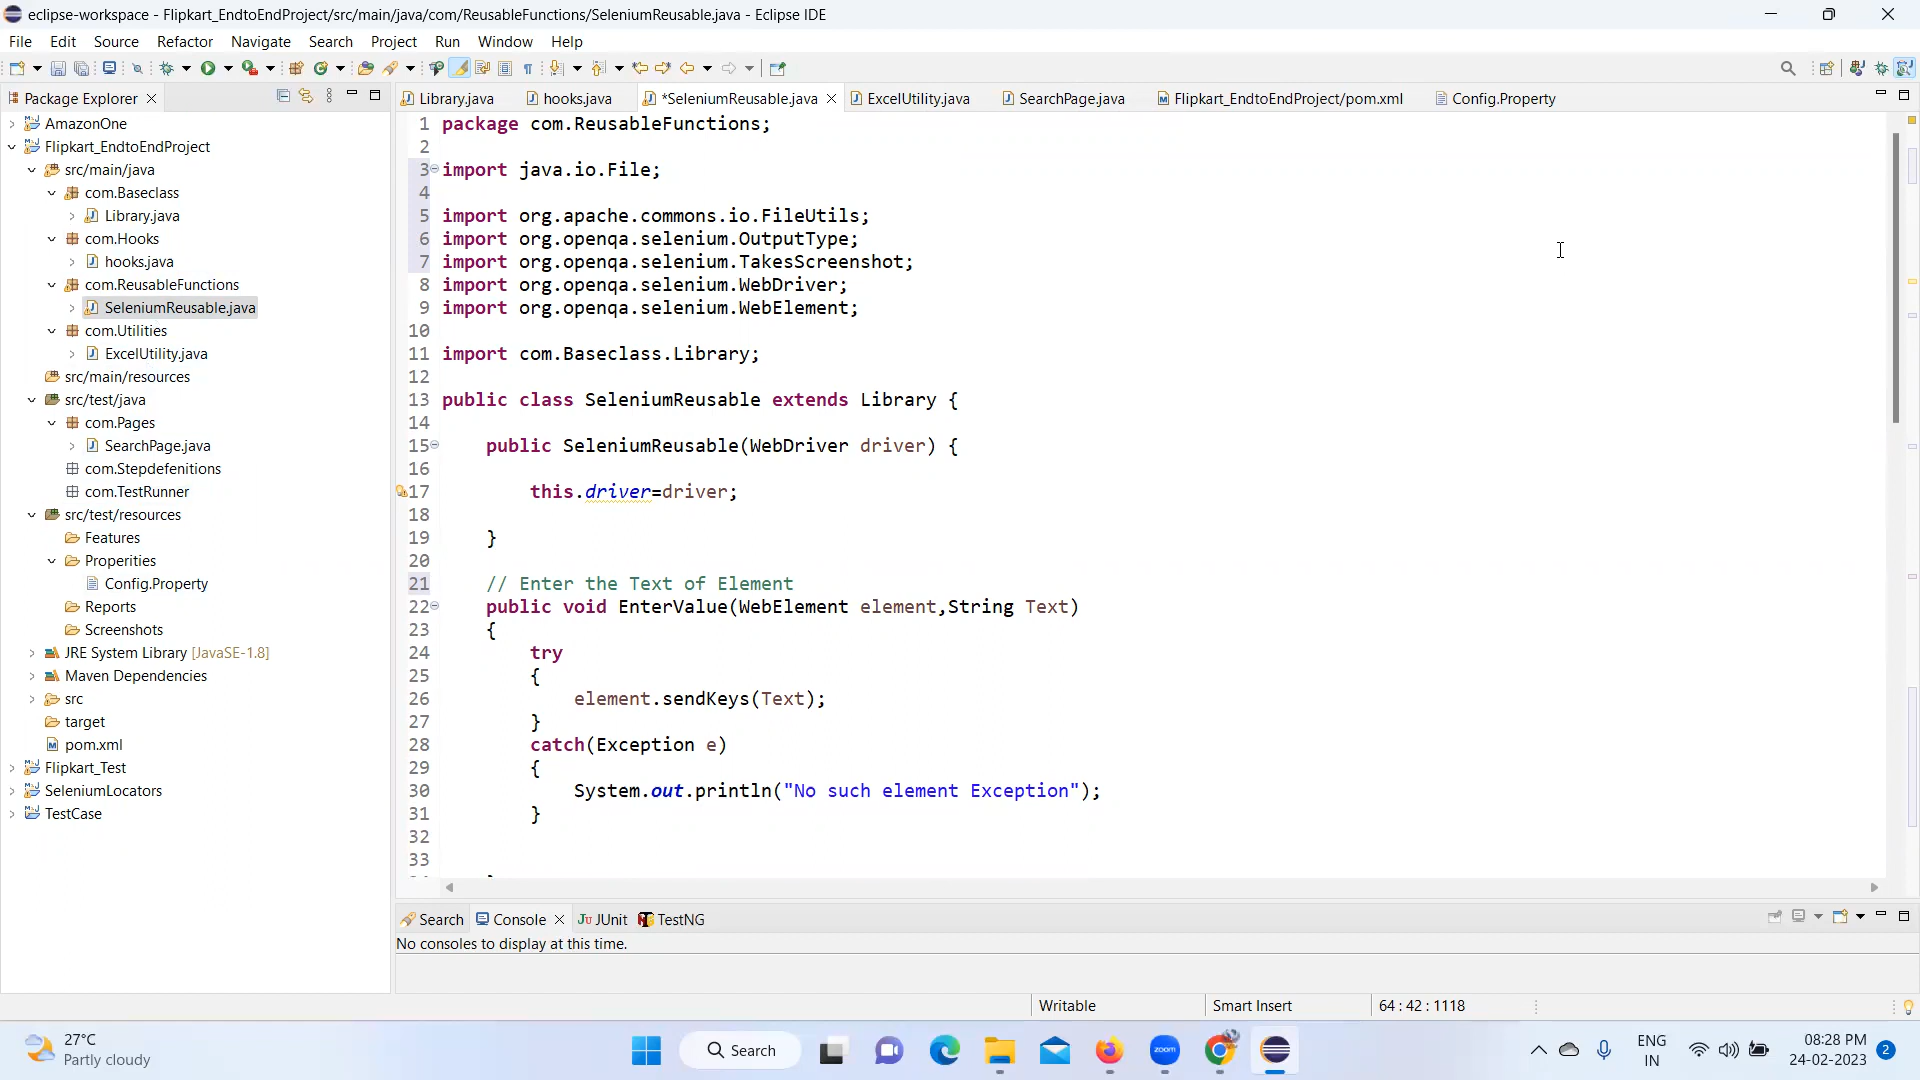 eclipse-workspace - Flipkart_EndtoEndProject/src/main/java/com/ReusableFunctions/SeleniumReusable.java - Eclipse IDE
File Edit Source Refactor Navigate Search Project Run Window Help
Package Explorer
Library.java hooks.java *SeleniumReusable.java ExcelUtility.java SearchPage.java Flipkart_EndtoEndProject/pom.xml Config.Property
AmazonOne
Flipkart_EndtoEndProject
src/main/java
com.Baseclass
Library.java
com.Hooks
hooks.java
com.ReusableFunctions
SeleniumReusable.java
com.Utilities
ExcelUtility.java
src/main/resources
src/test/java
com.Pages
SearchPage.java
com.Stepdefenitions
com.TestRunner
src/test/resources
Features
Properities
Config.Property
Reports
Screenshots
JRE System Library [JavaSE-1.8]
Maven Dependencies
src
target
pom.xml
Flipkart_Test
SeleniumLocators
TestCase
1 package com.ReusableFunctions;
2
3 import java.io.File;
4
5 import org.apache.commons.io.FileUtils;
6 import org.openqa.selenium.OutputType;
7 import org.openqa.selenium.TakesScreenshot;
8 import org.openqa.selenium.WebDriver;
9 import org.openqa.selenium.WebElement;
10
11 import com.Baseclass.Library;
12
13 public class SeleniumReusable extends Library {
14
15 public SeleniumReusable(WebDriver driver) {
16
17 this.driver=driver;
18
19 }
20
21 // Enter the Text of Element
22 public void EnterValue(WebElement element,String Text)
23 {
24 try
25 {
26 element.sendKeys(Text);
27 }
28 catch(Exception e)
29 {
30 System.out.println("No such element Exception");
31 }
32
33
Search Console JUnit TestNG
No consoles to display at this time.
Writable Smart Insert 64 : 42 : 1118
27°C
Partly cloudy
Search
zoom
ENG
IN
08:28 PM
24-02-2023
2